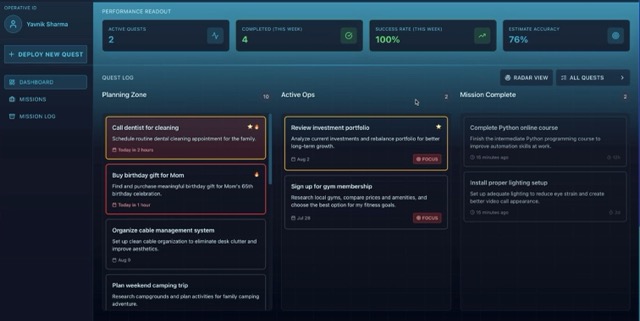 OPERATIVE ID
Yavnik Sharma
+ DEPLOY NEW QUEST
DASHBOARD
MISSIONS
MISSION LOG
PERFORMANCE READOUT
ACTIVE QUESTS
2
COMPLETED (THIS WEEK)
4
SUCCESS RATE (THIS WEEK)
100%
ESTIMATE ACCURACY
76%
QUEST LOG
RADAR VIEW
ALL QUESTS
Planning Zone
10
Call dentist for cleaning
Schedule routine dental cleaning appointment for the family.
Today in 3 hours
Buy birthday gift for Mom
Find and purchase meaningful birthday gift for Mom's 65th
birthday celebration.
Today in 1 hour
Organize cable management system
Set up clean cable organization to eliminate desk clutter and
improve aesthetics.
Aug 9
Plan weekend camping trip
Research campgrounds and plan activities for family camping
adventure.
Active Ops
2
Review investment portfolio
Analyze current investments and rebalance portfolio for better
long-term growth.
Aug 2
FOCUS
Sign up for gym membership
Research local gyms, compare prices and amenities, and
choose the best option for my fitness goals.
Jul 28
FOCUS
Mission Complete
2
Complete Python online course
Finish the intermediate Python programming course to
improve automation skills at work.
15 minutes ago
Install proper lighting setup
Set up adequate lighting to reduce eye strain and create
better video call appearance.
15 minutes ago